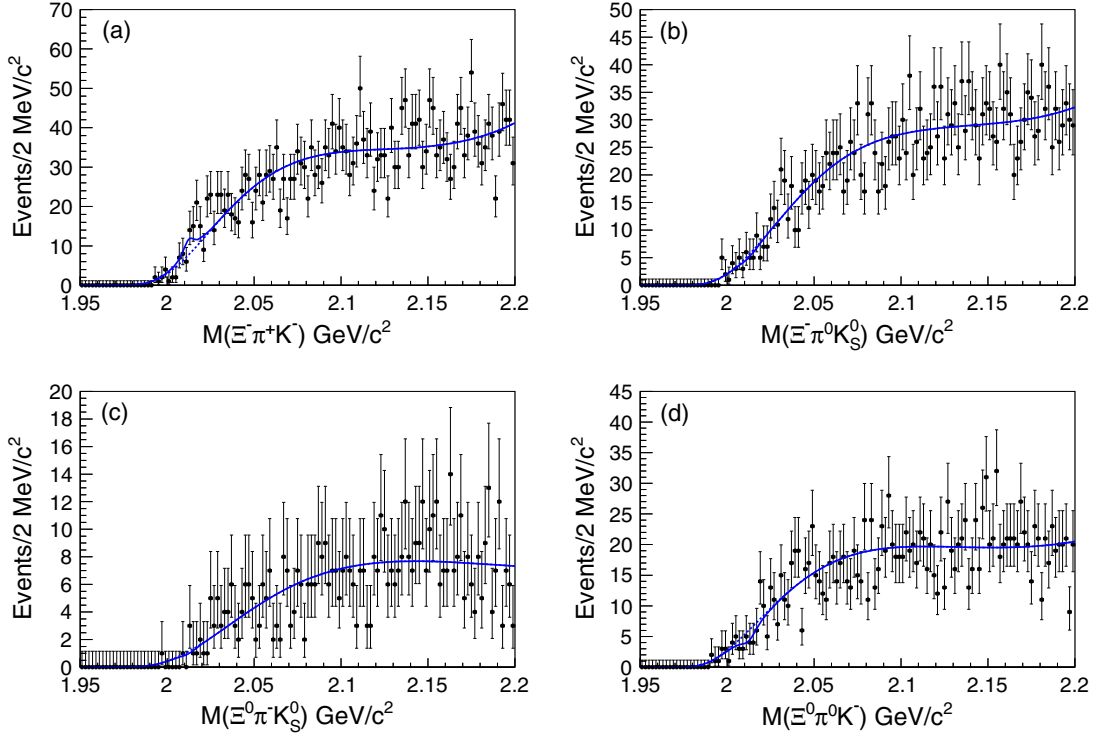 (a)
Events/2 MeV/c²
70
60
50
40
30
20
10
0
1.95 2 2.05 2.1 2.15 2.2
M(Ξ⁻π⁺K⁻) GeV/c²
(b)
Events/2 MeV/c²
50
45
40
35
30
25
20
15
10
5
0
1.95 2 2.05 2.1 2.15 2.2
M(Ξ⁻π⁰K⁰S) GeV/c²
(c)
Events/2 MeV/c²
20
18
16
14
12
10
8
6
4
2
0
1.95 2 2.05 2.1 2.15 2.2
M(Ξ⁰π⁻K⁰S) GeV/c²
(d)
Events/2 MeV/c²
45
40
35
30
25
20
15
10
5
0
1.95 2 2.05 2.1 2.15 2.2
M(Ξ⁰π⁰K⁻) GeV/c²